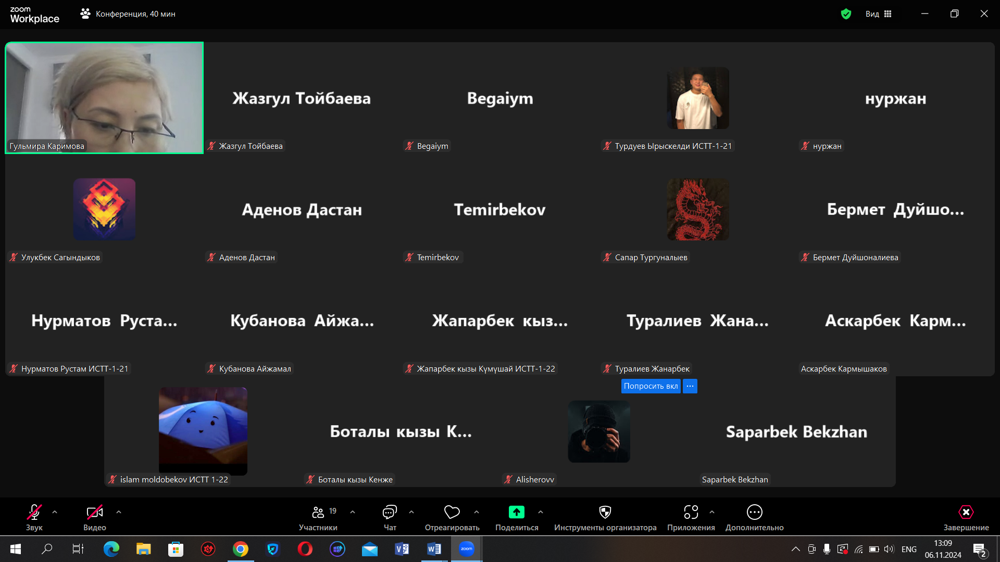 zoom
Workplace
Конференция, 40 мин
Вид
Гульмира Каримова
Жазгул Тойбаева
Жазгул Тойбаева
Begaiym
Begaiym
Турдуев Ырыскелди ИСТТ-1-21
нуржан
нуржан
Улукбек Сагындыков
Аденов Дастан
Аденов Дастан
Temirbekov
Temirbekov
Сапар Тургуналыев
Бермет Дуйшо...
Бермет Дуйшоналиева
Нурматов Руста...
Нурматов Рустам ИСТТ-1-21
Кубанова Айжа...
Кубанова Айжамал
Жапарбек кыз...
Жапарбек кызы Күмүшай ИСТТ-1-22
Туралиев Жана...
Туралиев Жанарбек
Попросить вкл
Аскарбек Карм...
Аскарбек Кармышаков
islam moldobekov ИСТТ 1-22
Боталы кызы К...
Боталы кызы Кенже
Alisherovv
Saparbek Bekzhan
Saparbek Bekzhan
Звук
Видео
19
Участники
Чат
Отреагировать
Поделиться
Инструменты организатора
Приложения
Дополнительно
Завершение
zoom
ENG
13:09
06.11.2024
2